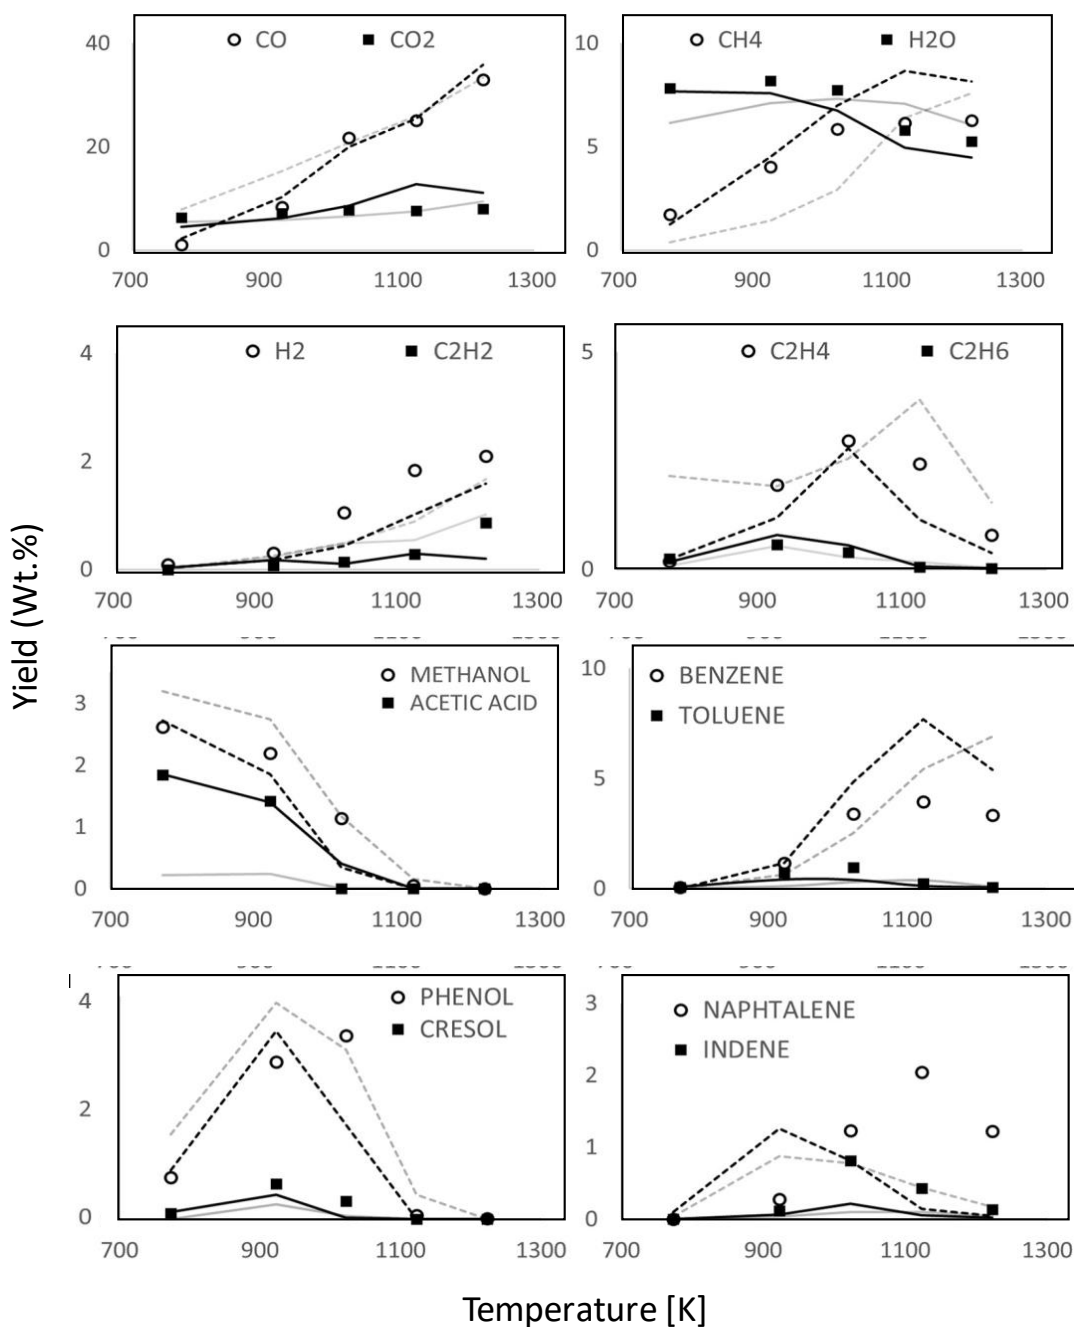 CO CO2
40
20
0
700 900 1100 1300
CH4 H2O
10
5
0
700 900 1100 1300
H2 C2H2
4
2
0
700 900 1100 1300
C2H4 C2H6
5
0
700 900 1100 1300
Yield (Wt.%)
METHANOL
ACETIC ACID
3
2
1
0
700 900 1100 1300
BENZENE
TOLUENE
10
5
0
700 900 1100 1300
PHENOL
CRESOL
4
2
0
700 900 1100 1300
NAPHTALENE
INDENE
3
2
1
0
700 900 1100 1300
Temperature [K]